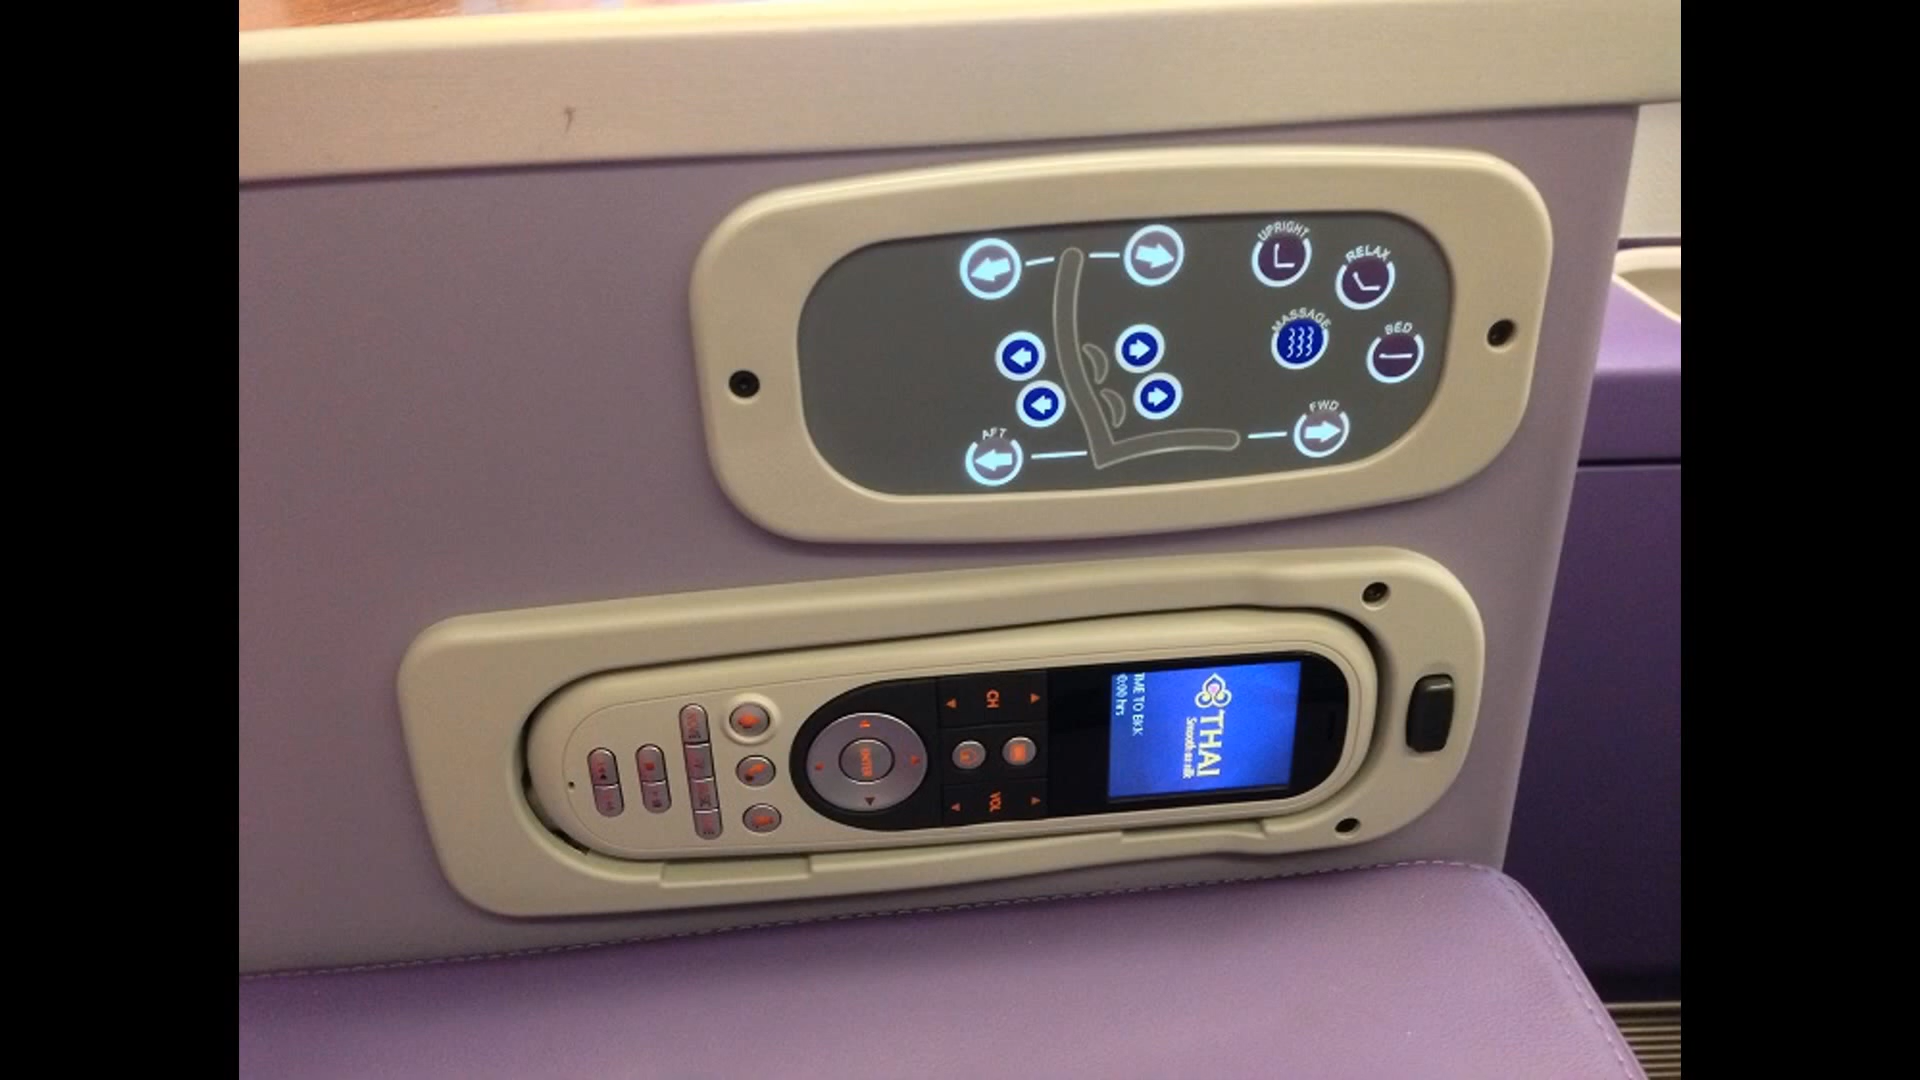 UPRIGHT
RELAX
MASSAGE
BED
AFT
FWD
THAI
Smooth as silk
TIME TO BKK
0:00 hrs
CH
VOL
ENTER